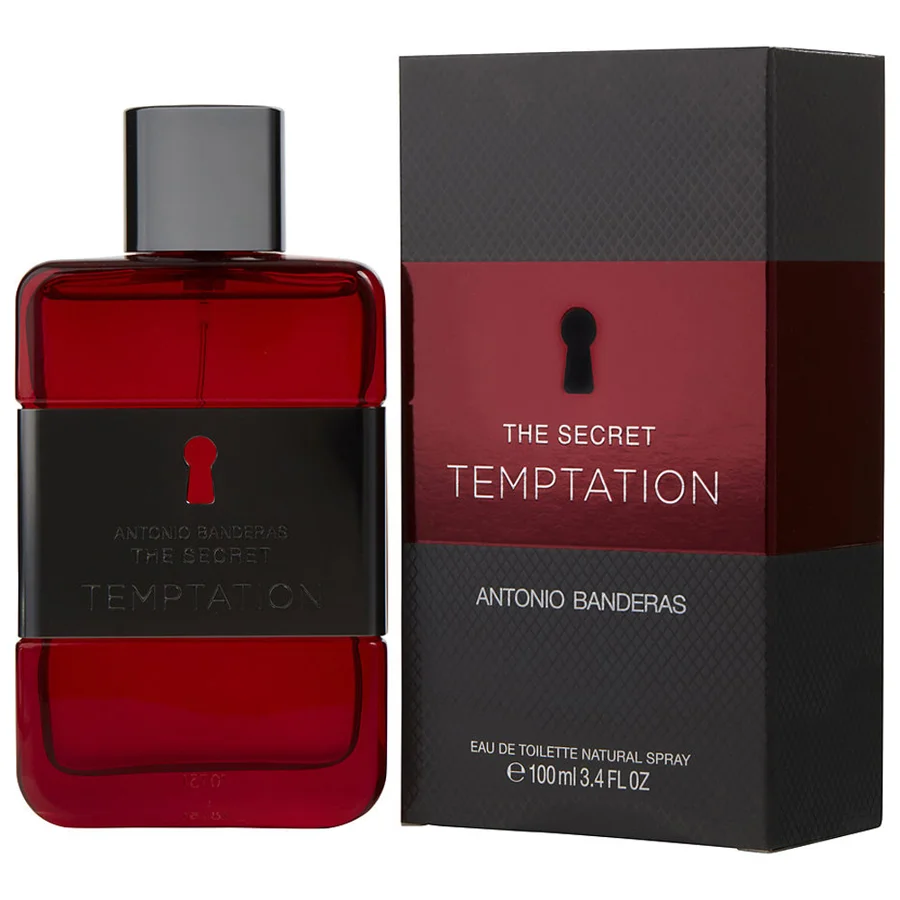 ANTONIO BANDERAS
THE SECRET
TEMPTATION
THE SECRET
TEMPTATION
ANTONIO BANDERAS
EAU DE TOILETTE NATURAL SPRAY
℮ 100 ml 3.4 FL OZ